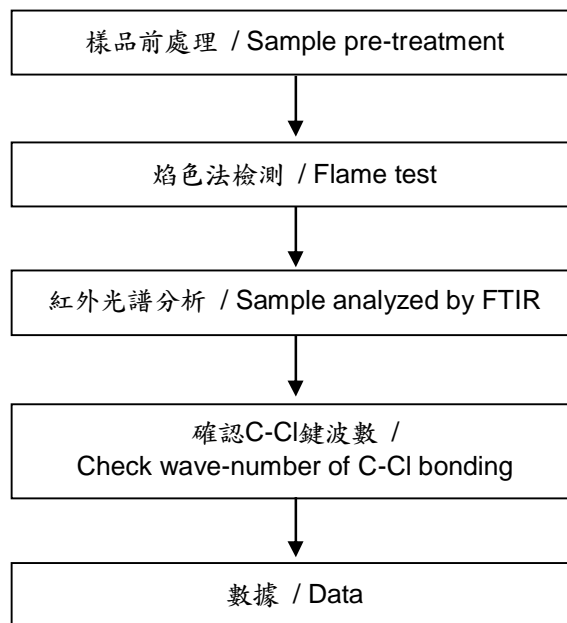 樣品前處理 / Sample pre-treatment
焰色法檢測 / Flame test
紅外光譜分析 / Sample analyzed by FTIR
確認C-Cl鍵波數 /
Check wave-number of C-Cl bonding
數據 / Data